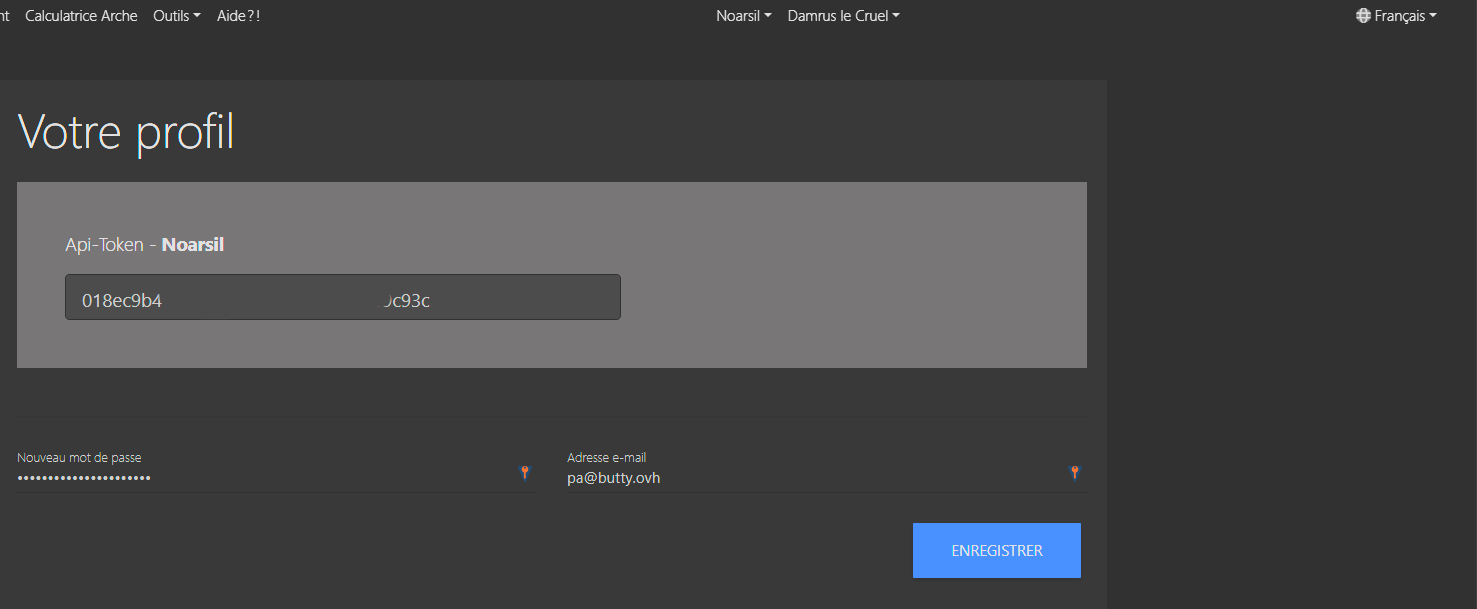 nt Calculatrice Arche Outils Aide?! Noarsil Damrus le Cruel Français
Votre profil
Api-Token - Noarsil
018ec9b4 c93c
Nouveau mot de passe Adresse e-mail
•••••••••••••••••••••• pa@butty.ovh
ENREGISTRER